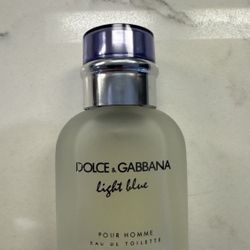 DOLCE & GABBANA
light blue
POUR HOMME
EAU DE TOILETTE